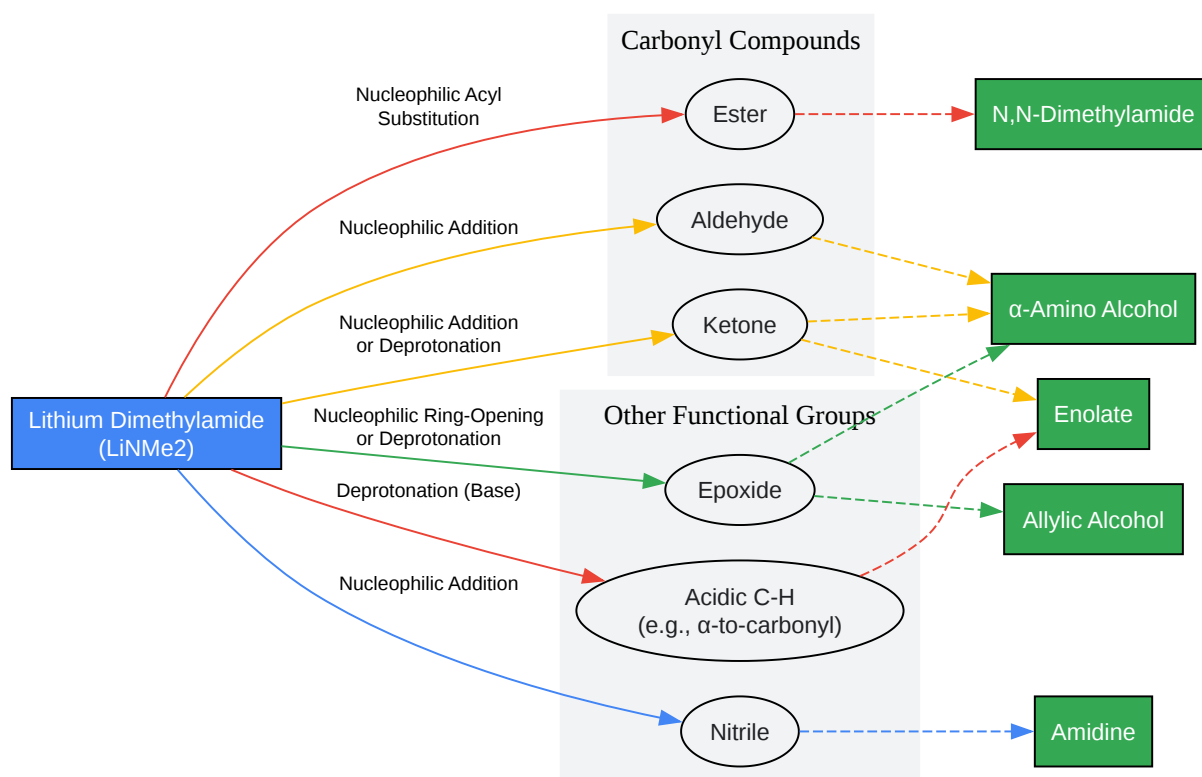 Carbonyl Compounds
Nucleophilic Acyl
Substitution
Ester
N,N-Dimethylamide
Nucleophilic Addition
Aldehyde
α-Amino Alcohol
Nucleophilic Addition
or Deprotonation
Ketone
Enolate
Lithium Dimethylamide
(LiNMe2)
Nucleophilic Ring-Opening
or Deprotonation
Other Functional Groups
Epoxide
Allylic Alcohol
Deprotonation (Base)
Acidic C-H
(e.g., α-to-carbonyl)
Nucleophilic Addition
Nitrile
Amidine